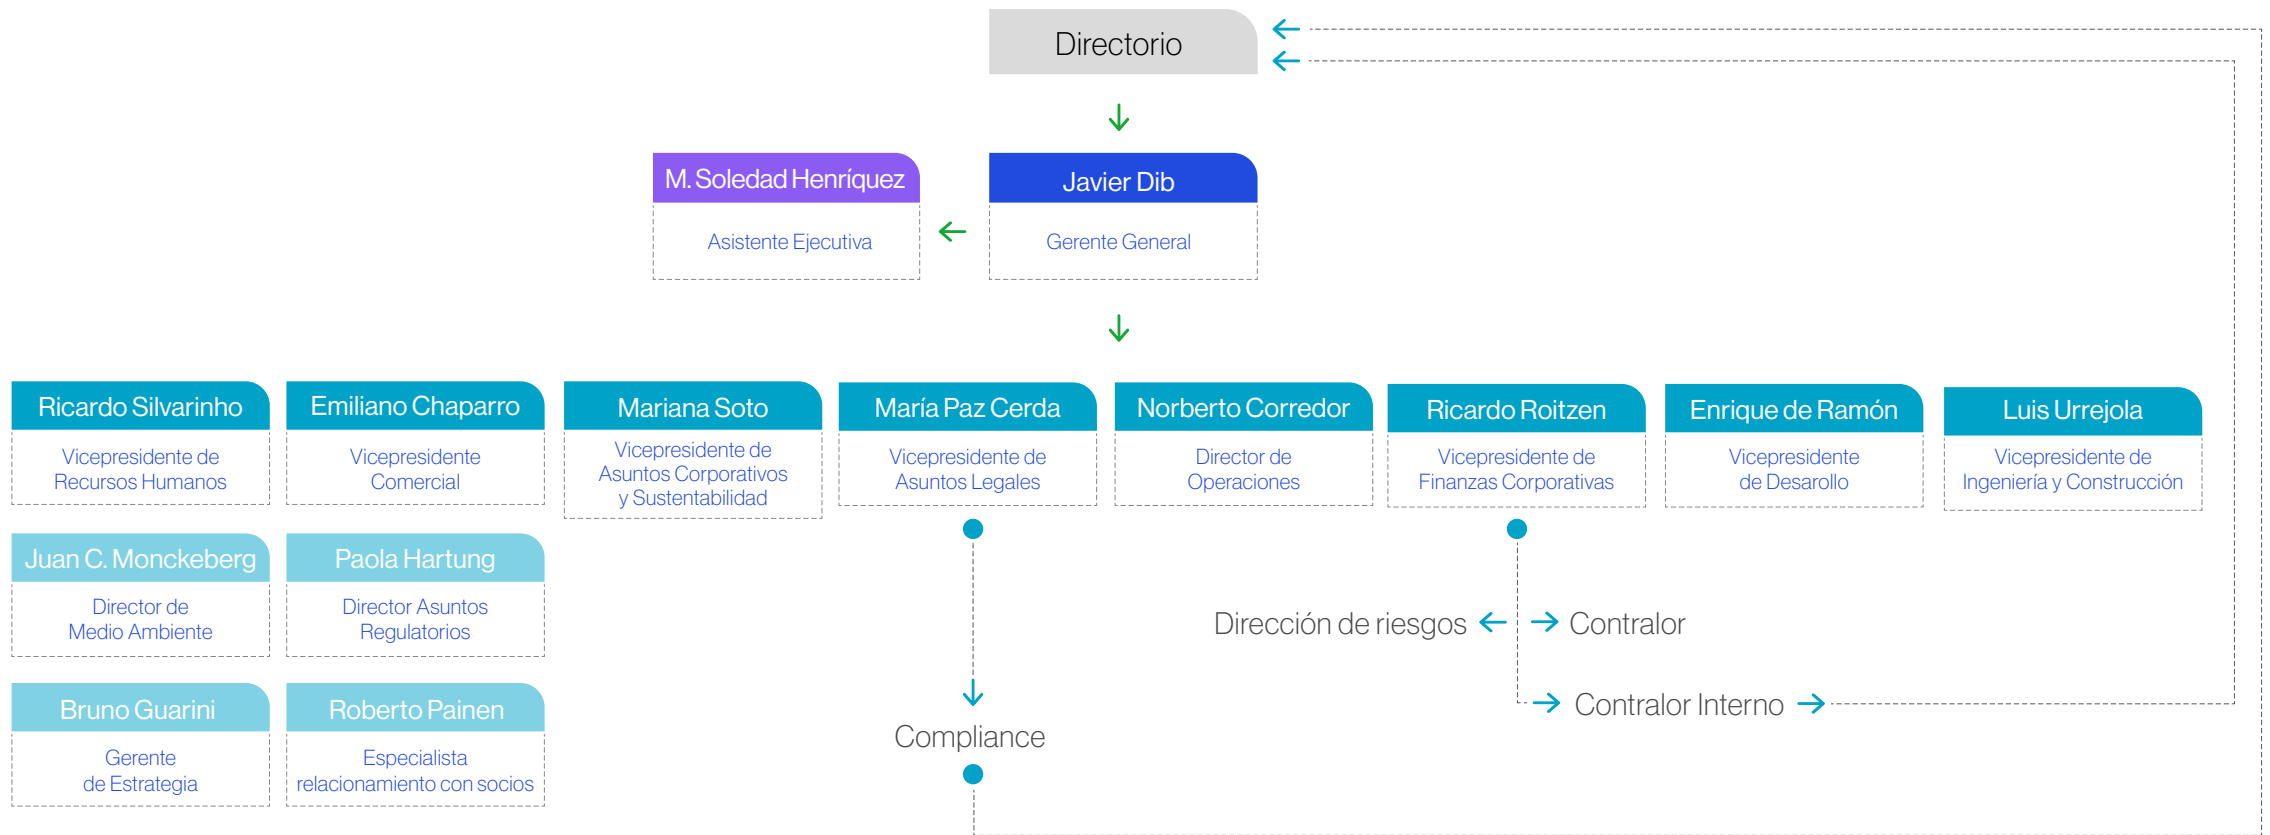 Directorio
M. Soledad Henríquez
Asistente Ejecutiva
Javier Dib
Gerente General
Ricardo Silvarinho
Vicepresidente de
Recursos Humanos
Emiliano Chaparro
Vicepresidente
Comercial
Mariana Soto
Vicepresidente de
Asuntos Corporativos
y Sustentabilidad
María Paz Cerda
Vicepresidente de
Asuntos Legales
Norberto Corredor
Director de
Operaciones
Ricardo Roitzen
Vicepresidente de
Finanzas Corporativas
Enrique de Ramón
Vicepresidente
de Desarollo
Luis Urrejola
Vicepresidente de
Ingeniería y Construcción
Juan C. Monckeberg
Director de
Medio Ambiente
Paola Hartung
Director Asuntos
Regulatorios
Dirección de riesgos
Contralor
Bruno Guarini
Gerente
de Estrategia
Roberto Painen
Especialista
relacionamiento con socios
Compliance
Contralor Interno